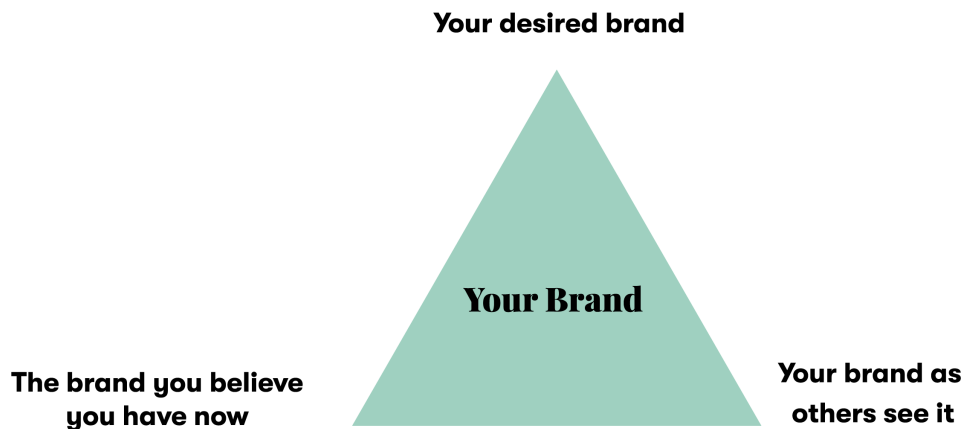 Your desired brand
Your Brand
The brand you believe
you have now
Your brand as
others see it